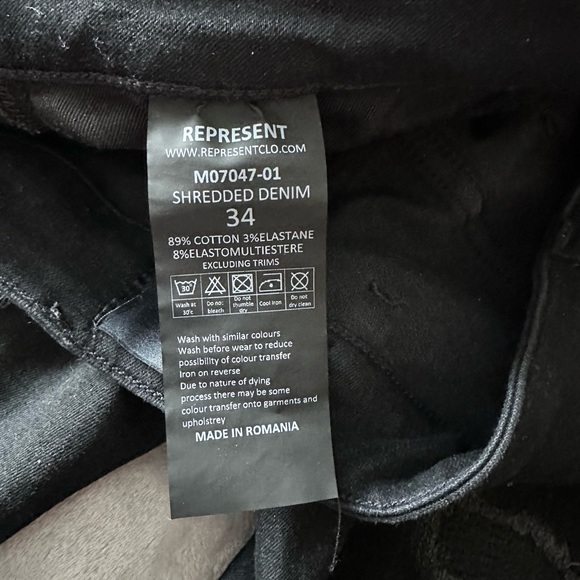 REPRESENT
WWW.REPRESENTCLO.COM
M07047-01
SHREDDED DENIM
34
89% COTTON 3%ELASTANE
8%ELASTOMULTIESTERE
EXCLUDING TRIMS
30°
Wash at 30'c Do no: bleach Do not thumble dry Cool Iron Do not dry clean
Wash with similar colours
Wash before wear to reduce
possibility of colour transfer
Iron on reverse
Due to nature of dying
process there may be some
colour transfer onto garments and
upholstrey
MADE IN ROMANIA